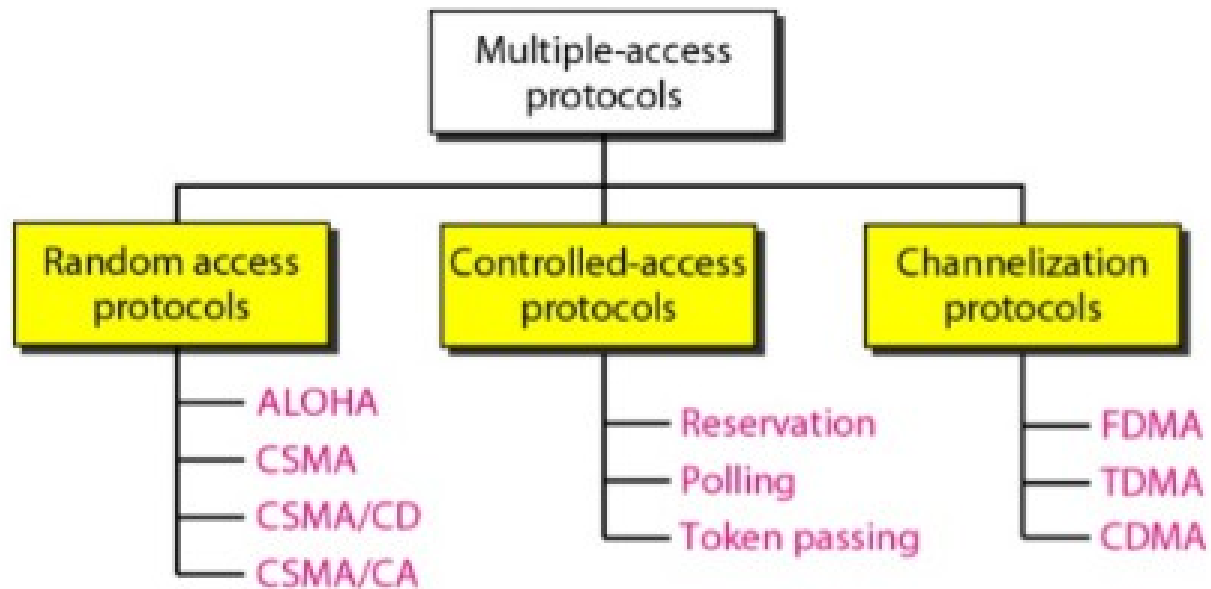 Multiple-access
protocols
Random access
protocols
Controlled-access
protocols
Channelization
protocols
ALOHA
CSMA
CSMA/CD
CSMA/CA
Reservation
Polling
Token passing
FDMA
TDMA
CDMA